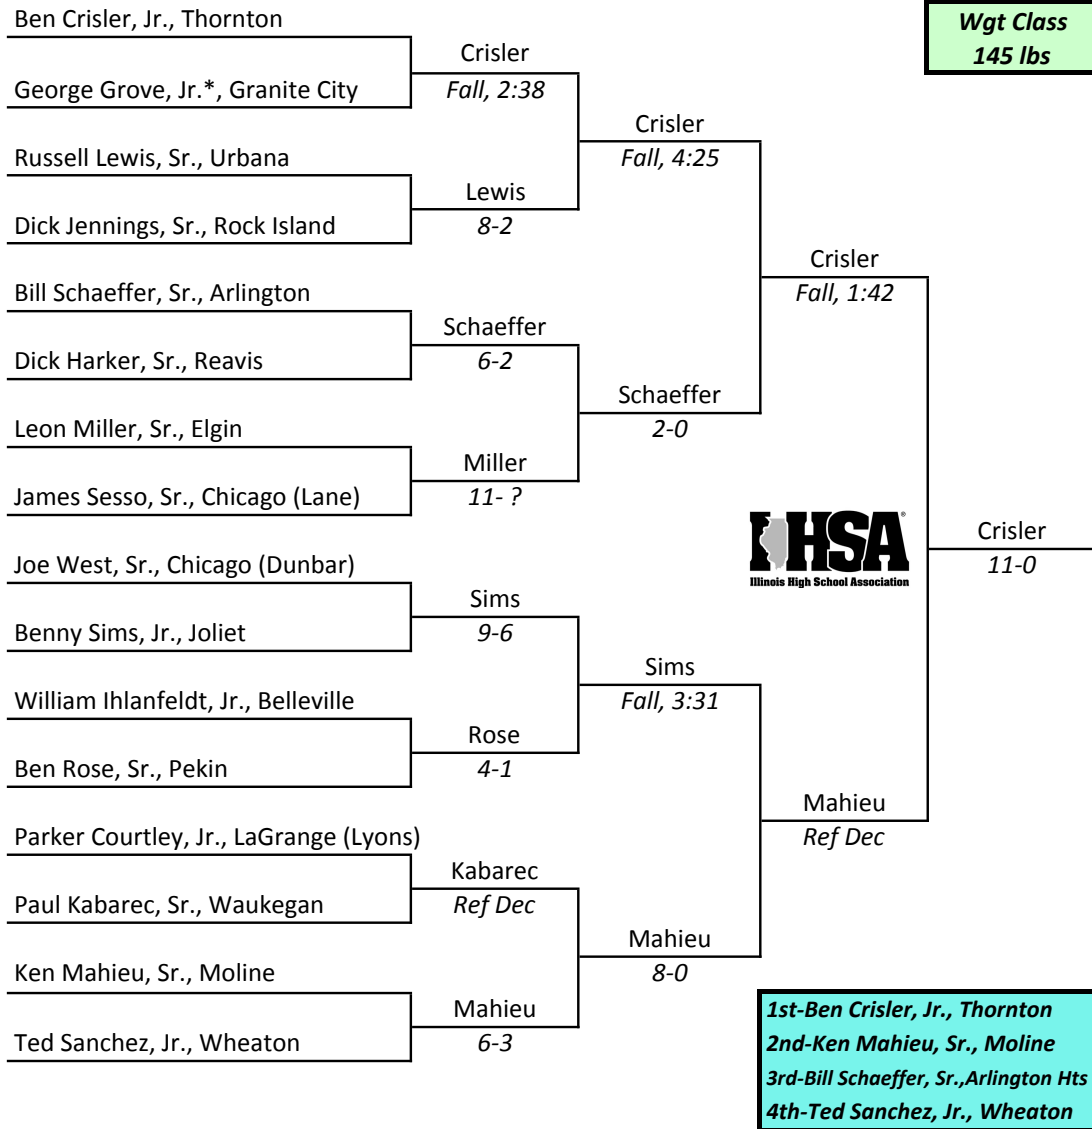 Ben Crisler, Jr., Thornton
Wgt Class
145 lbs
Crisler
George Grove, Jr.*, Granite City
Fall, 2:38
Crisler
Russell Lewis, Sr., Urbana
Fall, 4:25
Lewis
Dick Jennings, Sr., Rock Island
8-2
Crisler
Bill Schaeffer, Sr., Arlington
Fall, 1:42
Schaeffer
Dick Harker, Sr., Reavis
6-2
Schaeffer
Leon Miller, Sr., Elgin
2-0
Miller
James Sesso, Sr., Chicago (Lane)
11- ?
IHSA
Illinois High School Association
Crisler
11-0
Joe West, Sr., Chicago (Dunbar)
Sims
Benny Sims, Jr., Joliet
9-6
Sims
William Ihlanfeldt, Jr., Belleville
Fall, 3:31
Rose
Ben Rose, Sr., Pekin
4-1
Mahieu
Parker Courtley, Jr., LaGrange (Lyons)
Ref Dec
Kabarec
Paul Kabarec, Sr., Waukegan
Ref Dec
Mahieu
Ken Mahieu, Sr., Moline
8-0
Mahieu
Ted Sanchez, Jr., Wheaton
6-3
1st-Ben Crisler, Jr., Thornton
2nd-Ken Mahieu, Sr., Moline
3rd-Bill Schaeffer, Sr.,Arlington Hts
4th-Ted Sanchez, Jr., Wheaton